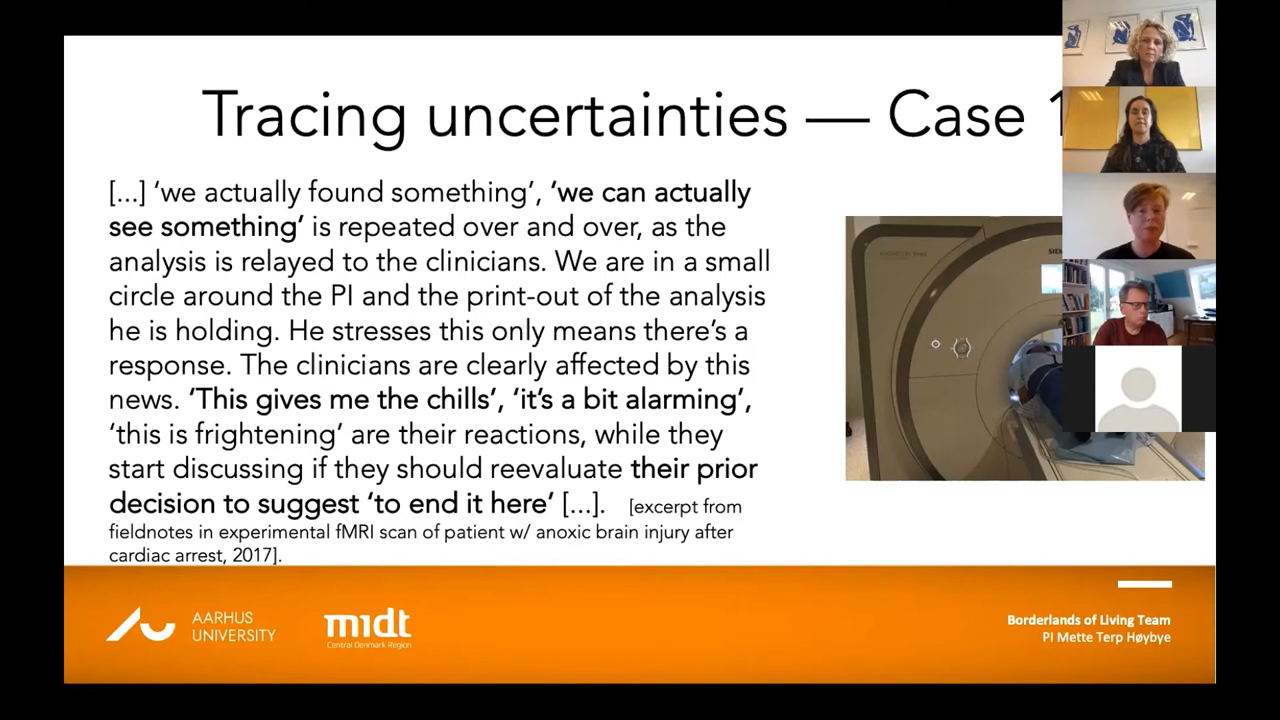 Tracing uncertainties — Case 1
[...] ‘we actually found something’, ‘we can actually
see something’ is repeated over and over, as the
analysis is relayed to the clinicians. We are in a small
circle around the PI and the print-out of the analysis
he is holding. He stresses this only means there’s a
response. The clinicians are clearly affected by this
news. ‘This gives me the chills’, ‘it’s a bit alarming’,
‘this is frightening’ are their reactions, while they
start discussing if they should reevaluate their prior
decision to suggest ‘to end it here’ [...]. [excerpt from
fieldnotes in experimental fMRI scan of patient w/ anoxic brain injury after
cardiac arrest, 2017].
AARHUS
UNIVERSITY
midt
Central Denmark Region
Borderlands of Living Team
PI Mette Terp Høybye